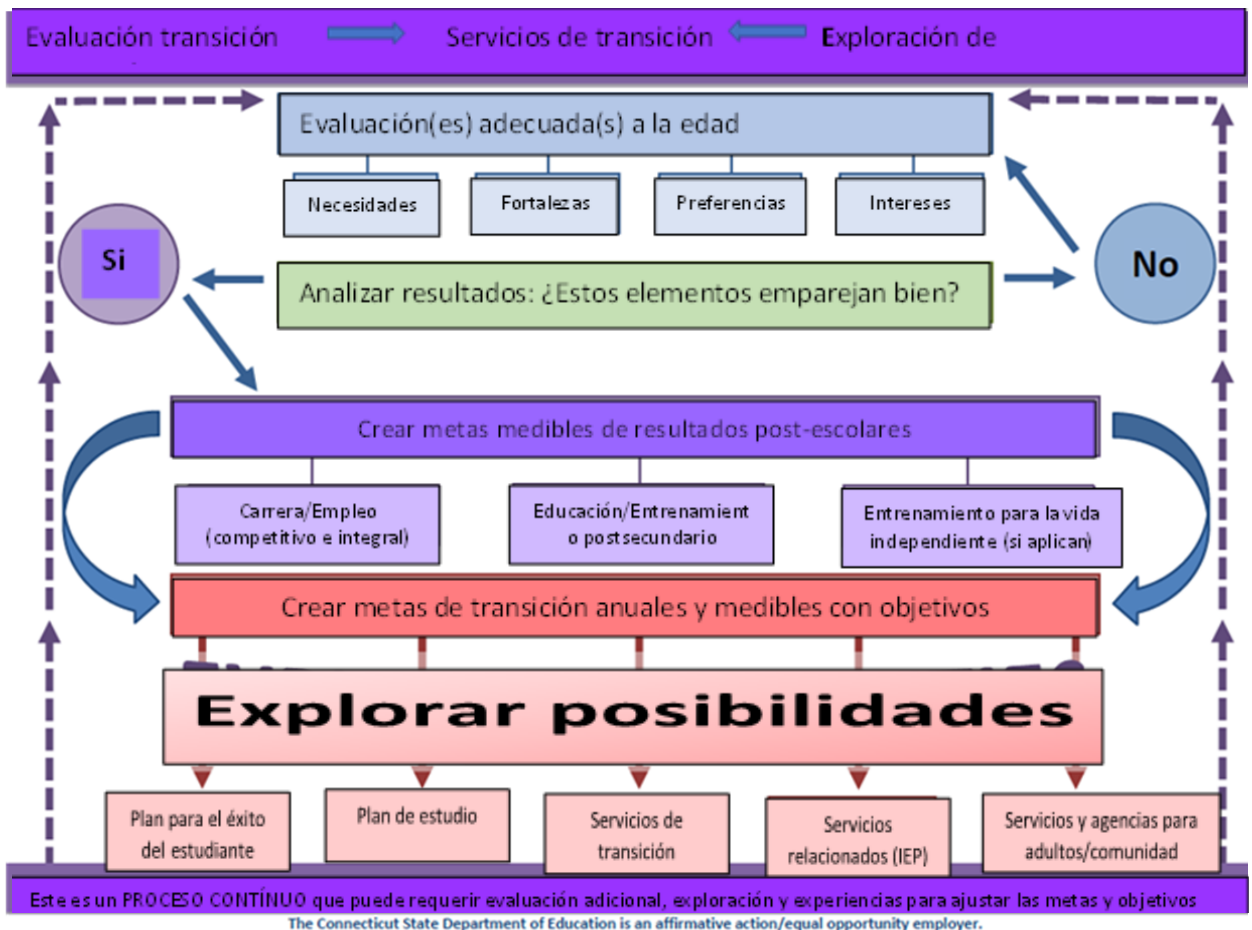 Evaluación transición Servicios de transición Exploración de
Evaluación(es) adecuada(s) a la edad
Necesidades
Fortalezas
Preferencias
Intereses
Si
No
Analizar resultados: ¿Estos elementos emparejan bien?
Crear metas medibles de resultados post-escolares
Carrera/Empleo
(competitivo e integral)
Educación/Entrenamient
o postsecundario
Entrenamiento para la vida
independiente (si aplican)
Crear metas de transición anuales y medibles con objetivos
Explorar posibilidades
Plan para el éxito
del estudiante
Plan de estudio
Servicios de
transición
Servicios
relacionados (IEP)
Servicios y agencias para
adultos/comunidad
Este es un PROCESO CONTÍNUO que puede requerir evaluación adicional, exploración y experiencias para ajustar las metas y objetivos
The Connecticut State Department of Education is an affirmative action/equal opportunity employer.